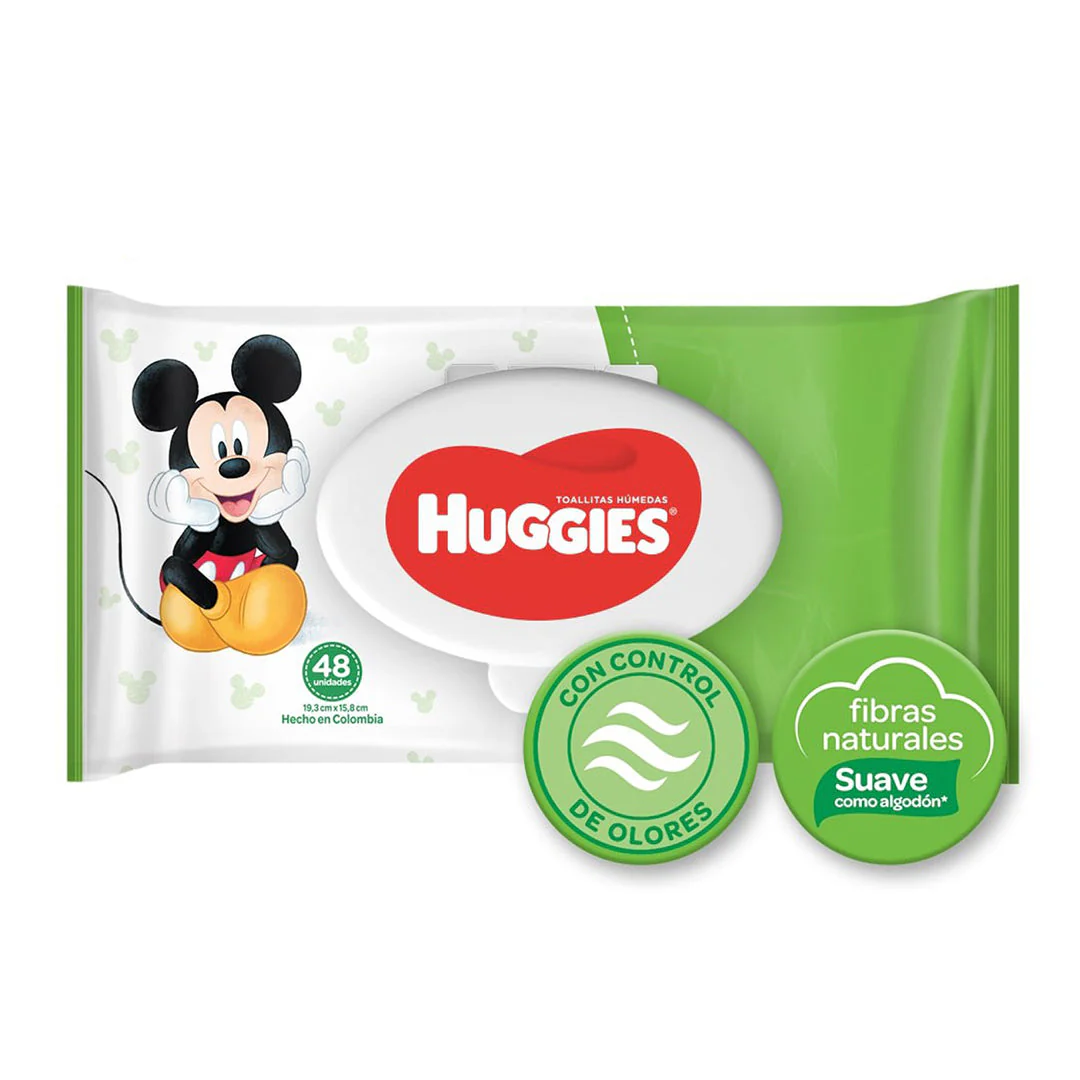 TOALLITAS HÚMEDAS
HUGGIES®
48
unidades
19,3 cm x 15,8 cm
Hecho en Colombia
CON CONTROL
DE OLORES
fibras
naturales
Suave
como algodón*